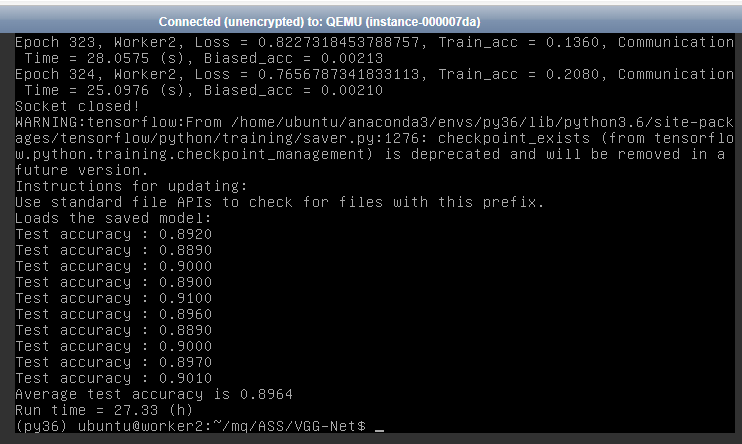 Connected (unencrypted) to: QEMU (instance-000007da)
Epoch 323, Worker2, Loss = 0.8227318453788757, Train_acc = 0.1360, Communication
 Time = 28.0575 (s), Biased_acc = 0.00213
Epoch 324, Worker2, Loss = 0.7656787341833113, Train_acc = 0.2080, Communication
 Time = 25.0976 (s), Biased_acc = 0.00210
Socket closed!
WARNING:tensorflow:From /home/ubuntu/anaconda3/envs/py36/lib/python3.6/site-pack
ages/tensorflow/python/training/saver.py:1276: checkpoint_exists (from tensorflo
w.python.training.checkpoint_management) is deprecated and will be removed in a
future version.
Instructions for updating:
Use standard file APIs to check for files with this prefix.
Loads the saved model:
Test accuracy : 0.8920
Test accuracy : 0.8890
Test accuracy : 0.9000
Test accuracy : 0.8900
Test accuracy : 0.9100
Test accuracy : 0.8960
Test accuracy : 0.8890
Test accuracy : 0.9000
Test accuracy : 0.8970
Test accuracy : 0.9010
Average test accuracy is 0.8964
Run time = 27.33 (h)
(py36) ubuntu@worker2:~/mq/ASS/VGG-Net$ _